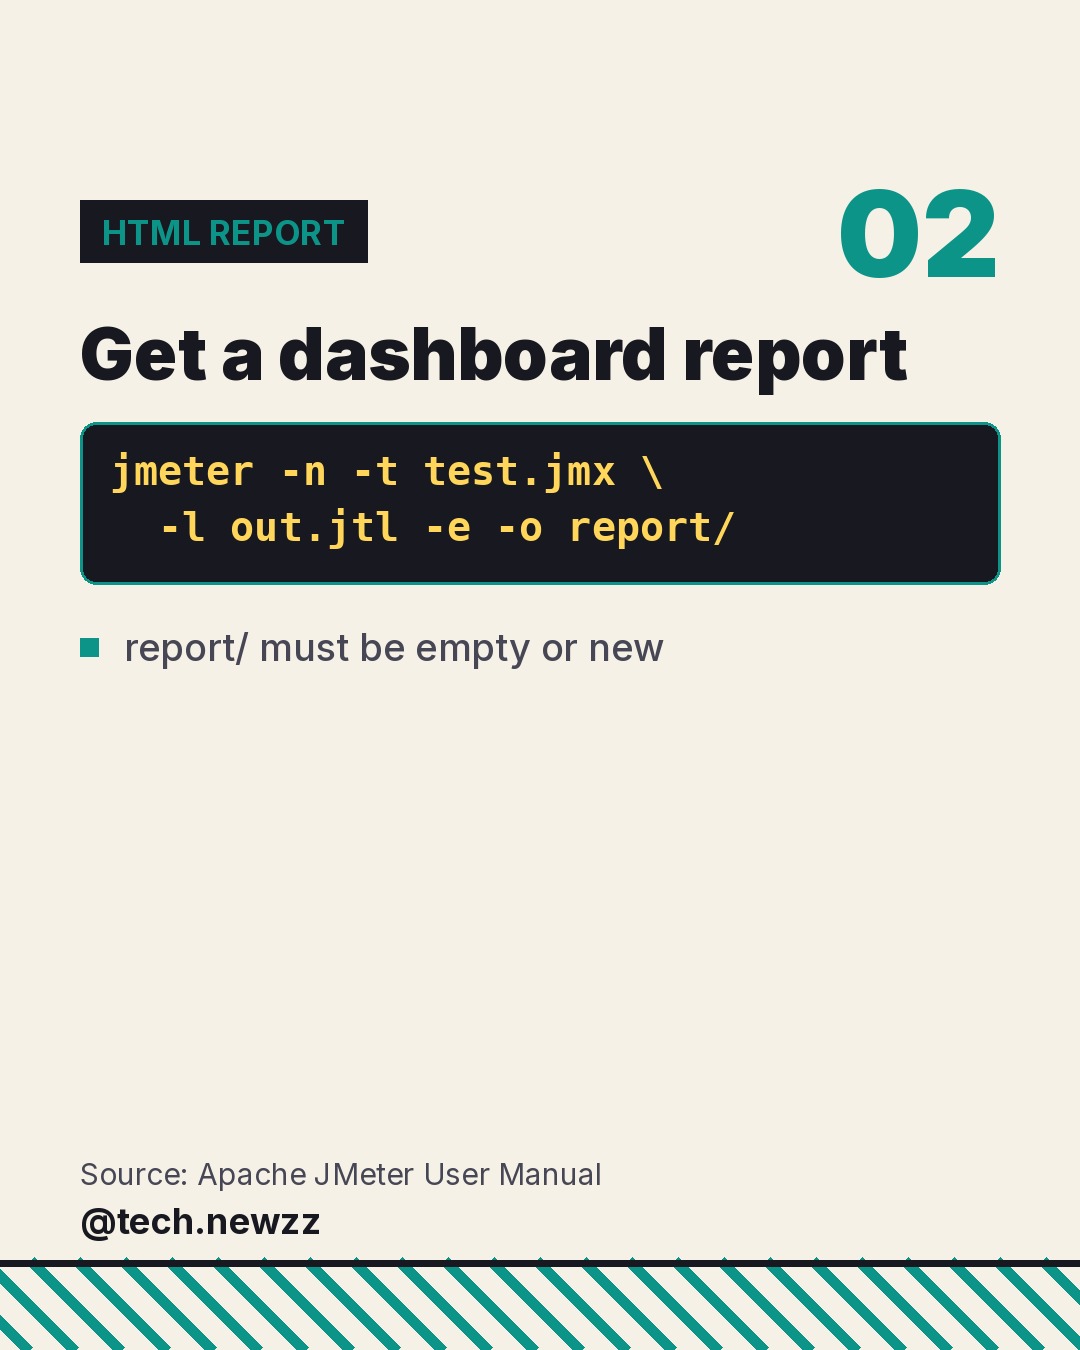 HTML REPORT
02
Get a dashboard report
jmeter -n -t test.jmx \
  -l out.jtl -e -o report/
report/ must be empty or new
Source: Apache JMeter User Manual
@tech.newzz